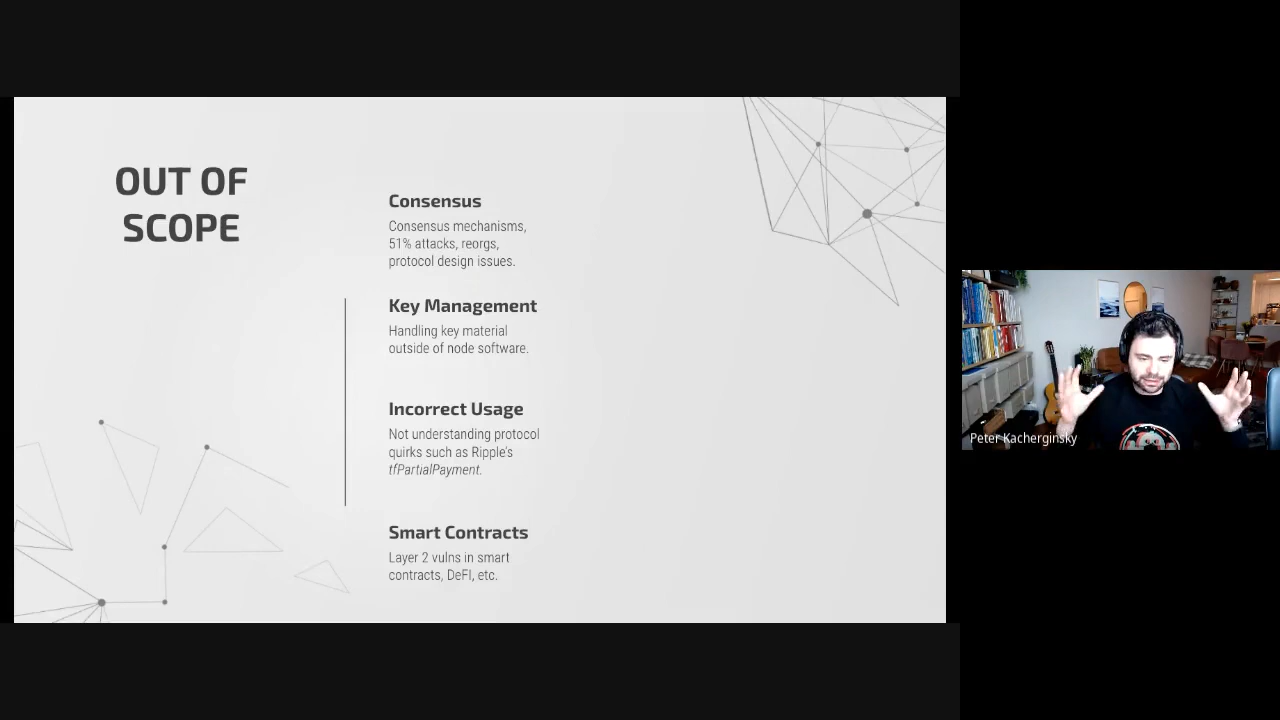 OUT OF
SCOPE
Consensus
Consensus mechanisms,
51% attacks, reorgs,
protocol design issues.
Key Management
Handling key material
outside of node software.
Incorrect Usage
Not understanding protocol
quirks such as Ripple's
tfPartialPayment.
Smart Contracts
Layer 2 vulns in smart
contracts, DeFI, etc.
Peter Kacherginsky